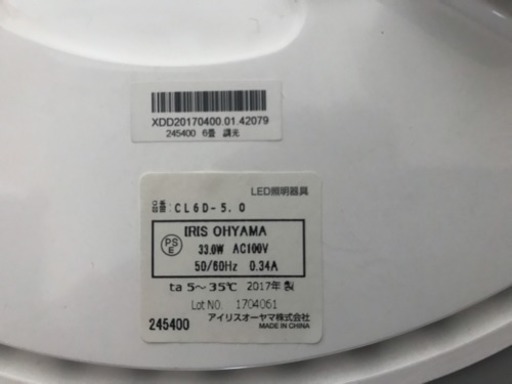 XDD20170400.01.42079
245400 6畳 調光
LED照明器具
品番:CL6D-5.0
PS
E
IRIS OHYAMA
33.0W AC100V
50/60Hz 0.34A
ta 5〜35℃ 2017年製
Lot NO. 1704061
245400 アイリスオーヤマ株式会社
MADE IN CHINA